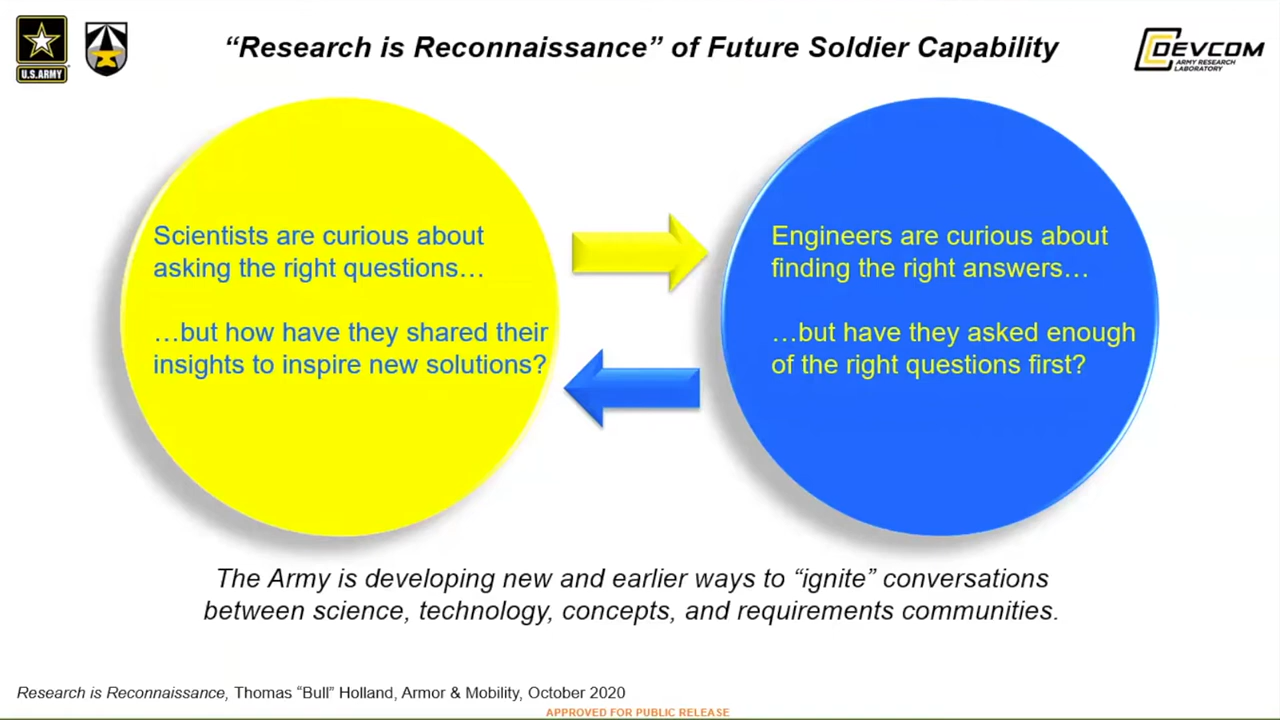 U.S.ARMY
“Research is Reconnaissance” of Future Soldier Capability
DEVCOM
ARMY RESEARCH
LABORATORY
Scientists are curious about
asking the right questions…
…but how have they shared their
insights to inspire new solutions?
Engineers are curious about
finding the right answers…
…but have they asked enough
of the right questions first?
The Army is developing new and earlier ways to “ignite” conversations
between science, technology, concepts, and requirements communities.
Research is Reconnaissance, Thomas “Bull” Holland, Armor & Mobility, October 2020
APPROVED FOR PUBLIC RELEASE